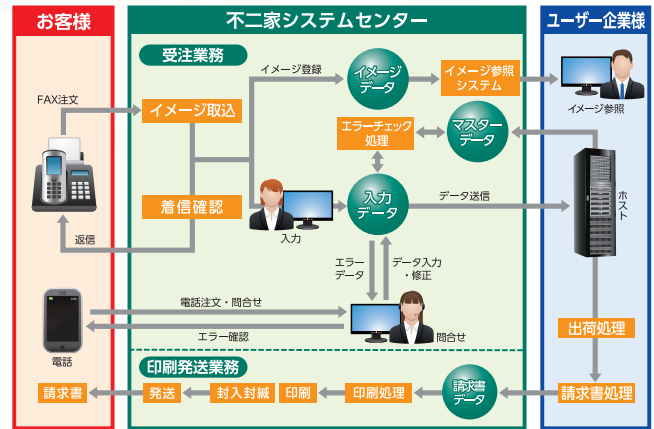 お客様
不二家システムセンター
ユーザー企業様
受注業務
FAX注文
イメージ取込
イメージ登録
イメージ
データ
イメージ参照
システム
イメージ参照
エラーチェック
処理
マスター
データ
着信確認
返信
入力
入力
データ
データ送信
ホスト
エラー
データ
データ入力
・修正
電話注文・問合せ
エラー確認
電話
問合せ
出荷処理
印刷発送業務
請求書
発送
封入封緘
印刷
印刷処理
請求書
データ
請求書処理